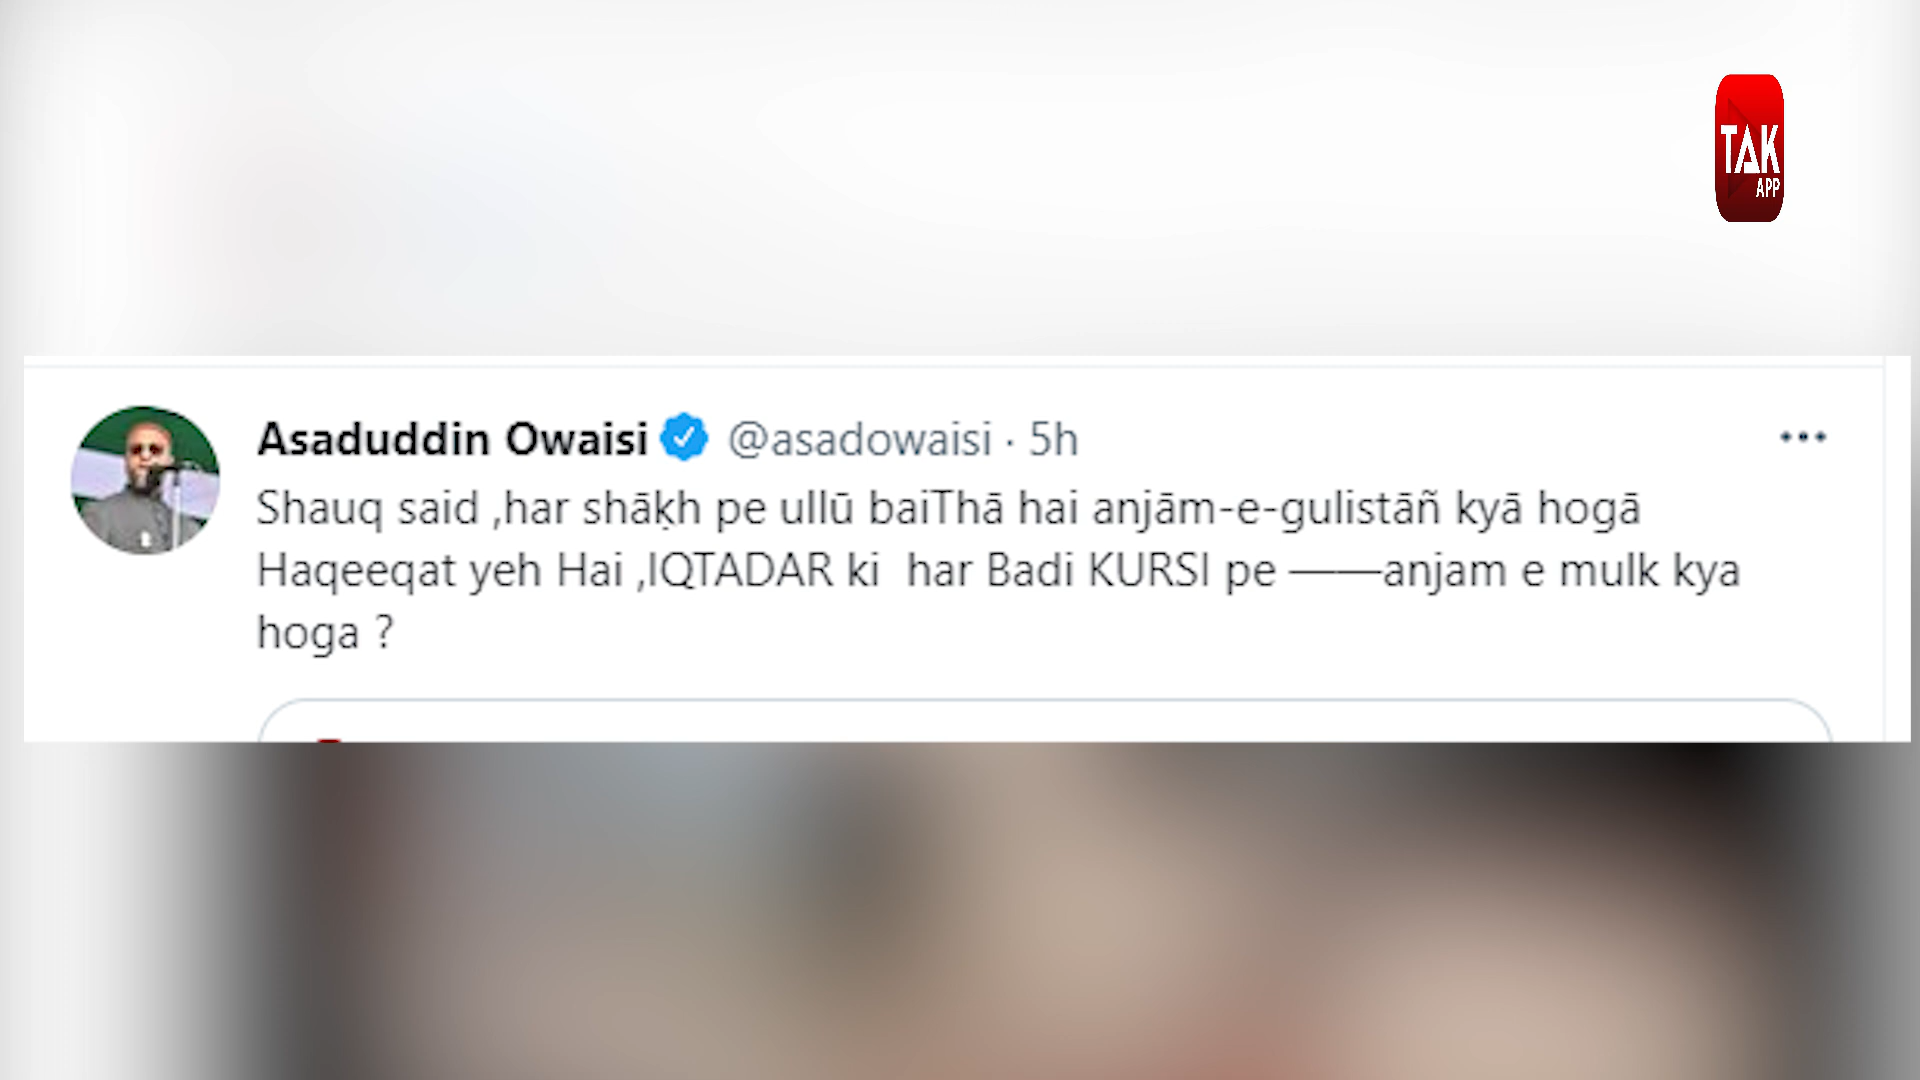 TAK
APP
Asaduddin Owaisi @asadowaisi · 5h
Shauq said ,har shāḳh pe ullū baiThā hai anjām-e-gulistāñ kyā hogā
Haqeeqat yeh Hai ,IQTADAR ki  har Badi KURSI pe ——anjam e mulk kya
hoga ?